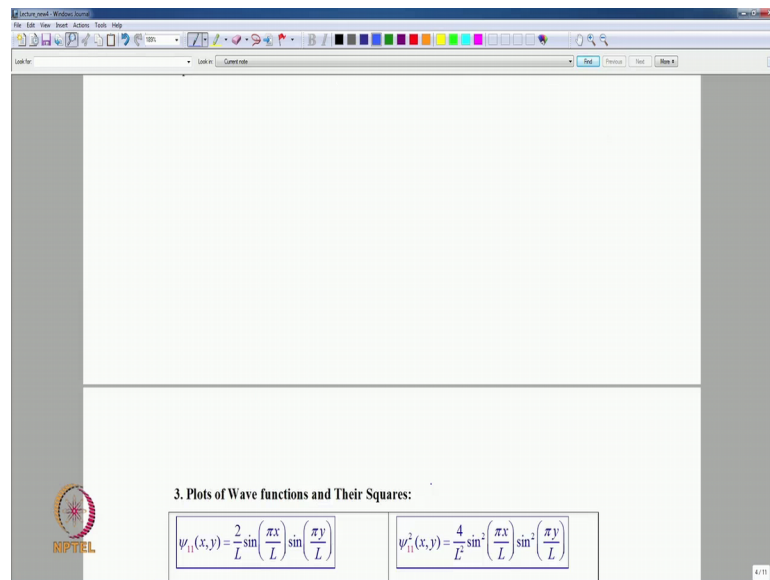 Lecture_new4 - Windows Journal
File Edit View Insert Actions Tools Help
189%
B I
Look for:
Look in: Current note
Find Previous Next More
3. Plots of Wave functions and Their Squares:
ψ₁₁(x, y) = 2/L sin(πx/L) sin(πy/L)
ψ²₁₁(x, y) = 4/L² sin²(πx/L) sin²(πy/L)
NPTEL
4/11